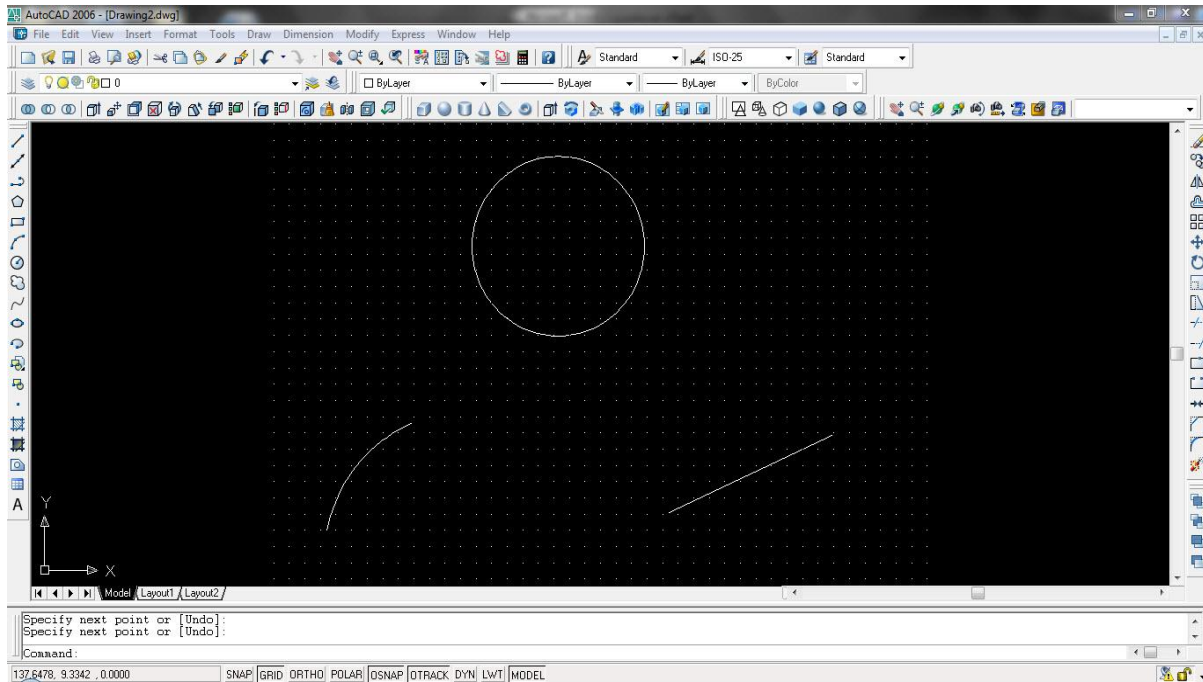 AutoCAD 2006 - [Drawing2.dwg]
File Edit View Insert Format Tools Draw Dimension Modify Express Window Help
Standard ISO-25 Standard
0 ByLayer ByLayer ByLayer ByColor
A
Y
X
Model Layout1 Layout2
Specify next point or [Undo]:
Specify next point or [Undo]:
Command:
137.6478, 9.3342 , 0.0000 SNAP GRID ORTHO POLAR OSNAP OTRACK DYN LWT MODEL